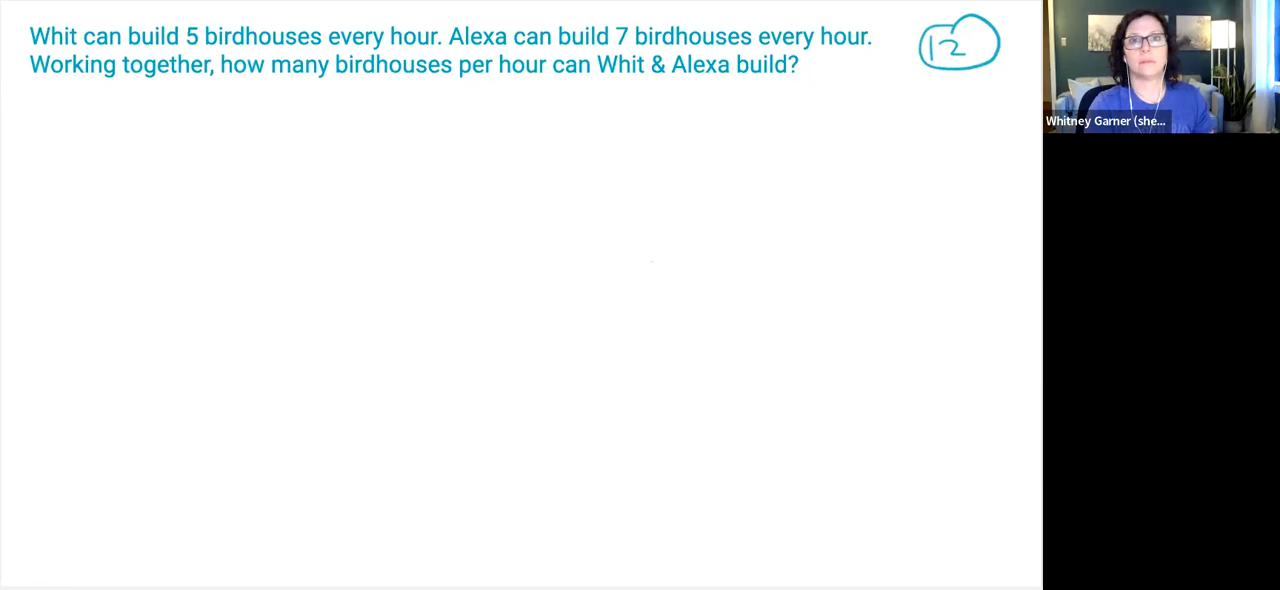 Whit can build 5 birdhouses every hour. Alexa can build 7 birdhouses every hour.
Working together, how many birdhouses per hour can Whit & Alexa build?
12
Whitney Garner (she...